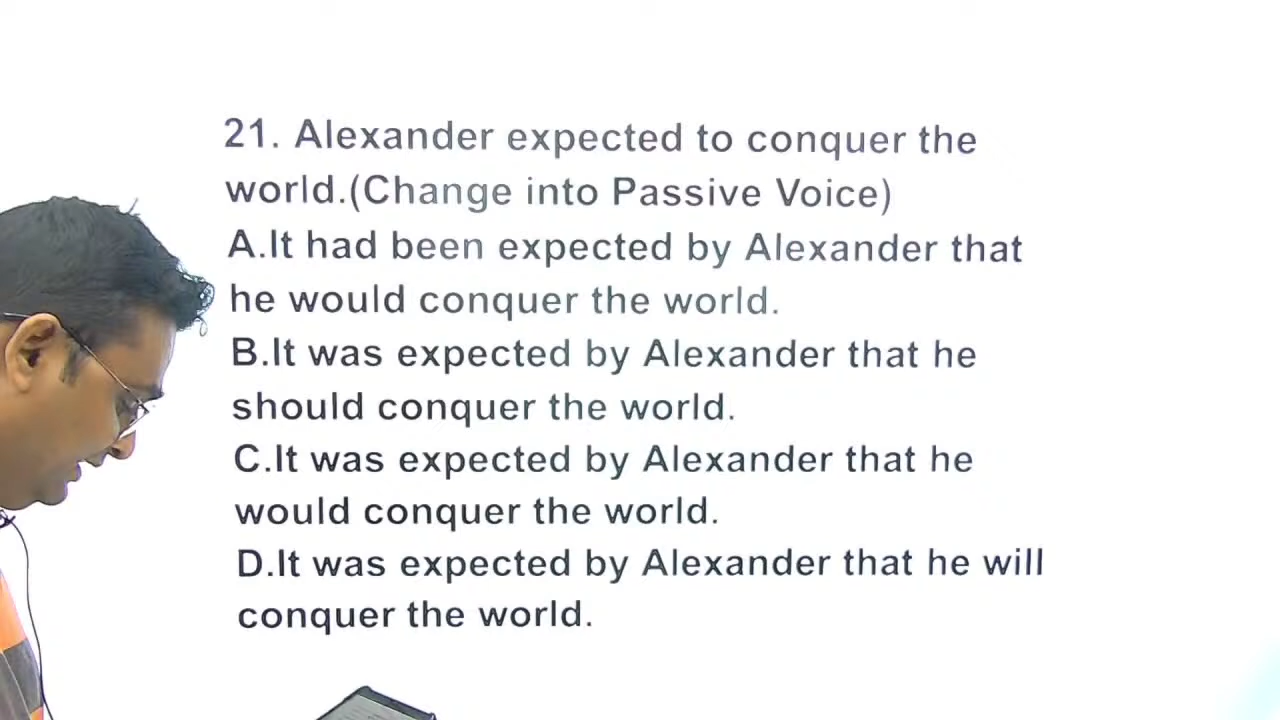 21. Alexander expected to conquer the
world.(Change into Passive Voice)
A.It had been expected by Alexander that
he would conquer the world.
B.It was expected by Alexander that he
should conquer the world.
C.It was expected by Alexander that he
would conquer the world.
D.It was expected by Alexander that he will
conquer the world.